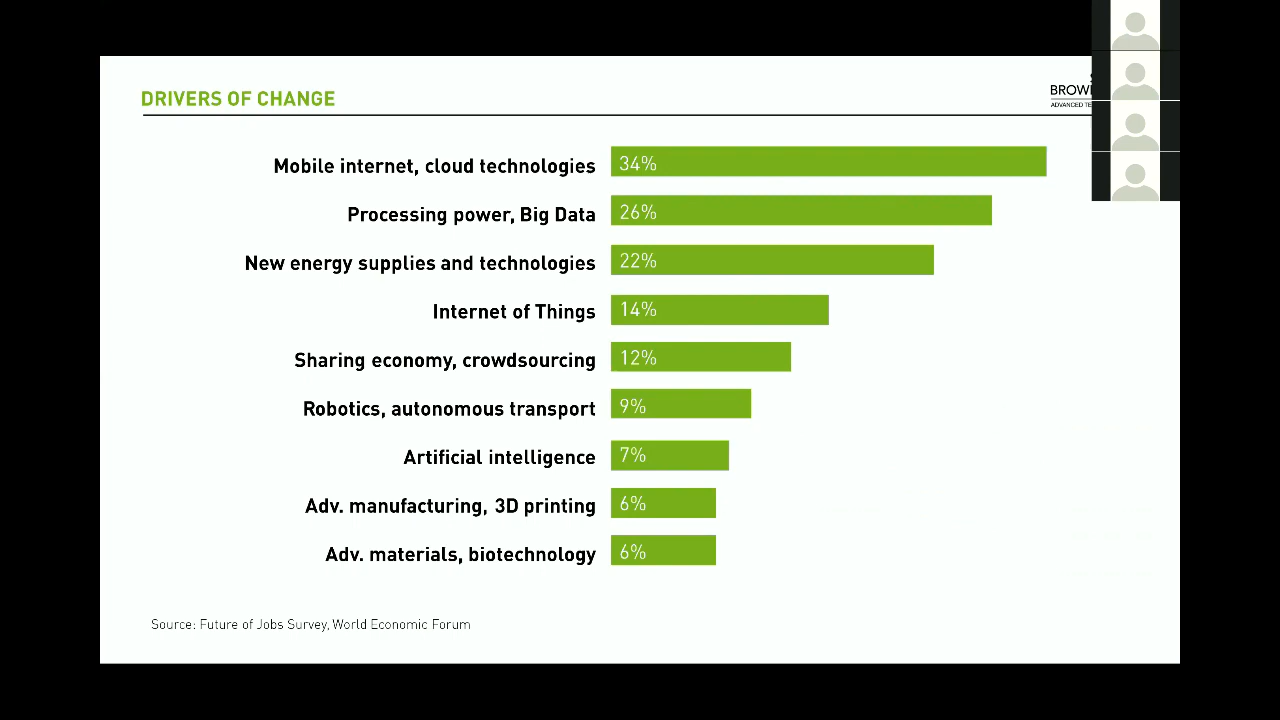 DRIVERS OF CHANGE
Mobile internet, cloud technologies 34%
Processing power, Big Data 26%
New energy supplies and technologies 22%
Internet of Things 14%
Sharing economy, crowdsourcing 12%
Robotics, autonomous transport 9%
Artificial intelligence 7%
Adv. manufacturing, 3D printing 6%
Adv. materials, biotechnology 6%
Source: Future of Jobs Survey, World Economic Forum